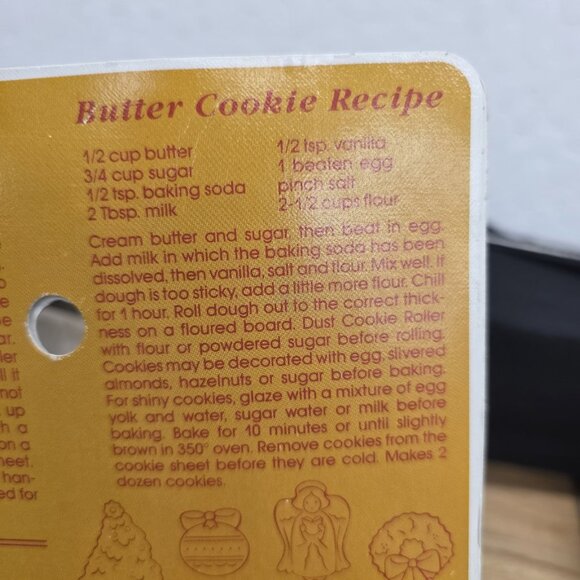 Butter Cookie Recipe
1/2 cup butter
3/4 cup sugar
1/2 tsp. baking soda
2 Tbsp. milk
1/2 tsp. vanilla
1 beaten egg
pinch salt
2-1/2 cups flour
Cream butter and sugar, then beat in egg.
Add milk in which the baking soda has been
dissolved, then vanilla, salt and flour. Mix well. If
dough is too sticky, add a little more flour. Chill
for 1 hour. Roll dough out to the correct thick-
ness on a floured board. Dust Cookie Roller
with flour or powdered sugar before rolling.
Cookies may be decorated with egg, slivered
almonds, hazelnuts or sugar before baking.
For shiny cookies, glaze with a mixture of egg
yolk and water, sugar water or milk before
baking. Bake for 10 minutes or until slightly
brown in 350° oven. Remove cookies from the
cookie sheet before they are cold. Makes 2
dozen cookies.
up
on a
han-
ed for